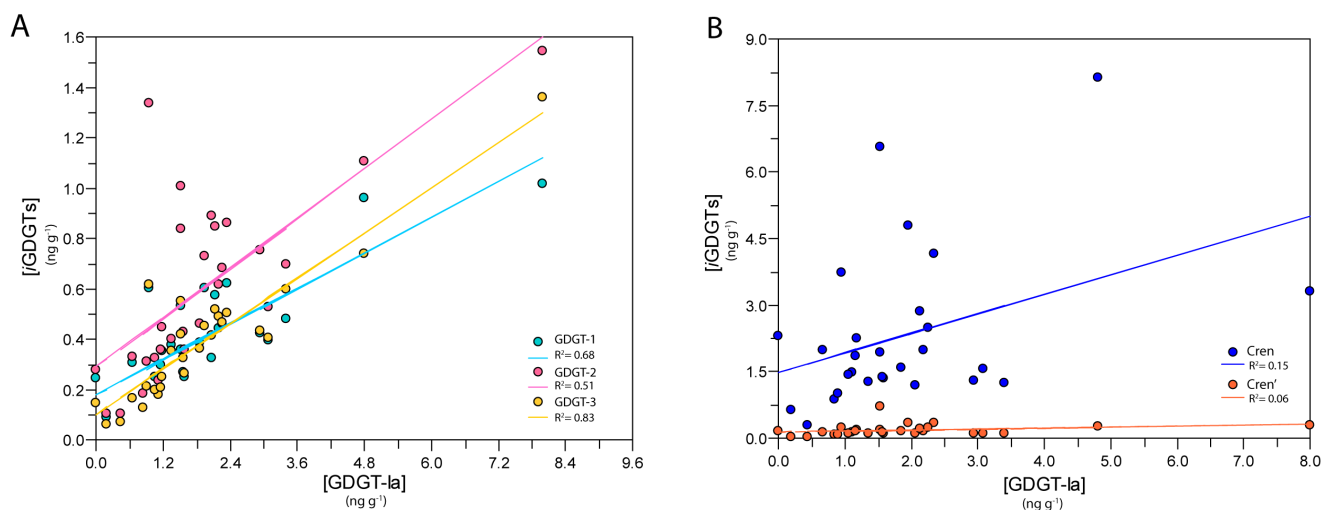 A
[iGDGTs]
(ng g⁻¹)
1.6
1.4
1.2
1.0
0.8
0.6
0.4
0.2
0.0
0.0
1.2
2.4
3.6
4.8
6.0
7.2
8.4
9.6
[GDGT-Ia]
(ng g⁻¹)
GDGT-1
R²= 0.68
GDGT-2
R²= 0.51
GDGT-3
R²= 0.83
B
[iGDGTs]
(ng g⁻¹)
9.0
7.5
6.0
4.5
3.0
1.5
0.0
0.0
1.0
2.0
3.0
4.0
5.0
6.0
7.0
8.0
[GDGT-Ia]
(ng g⁻¹)
Cren
R²= 0.15
Cren’
R²= 0.06